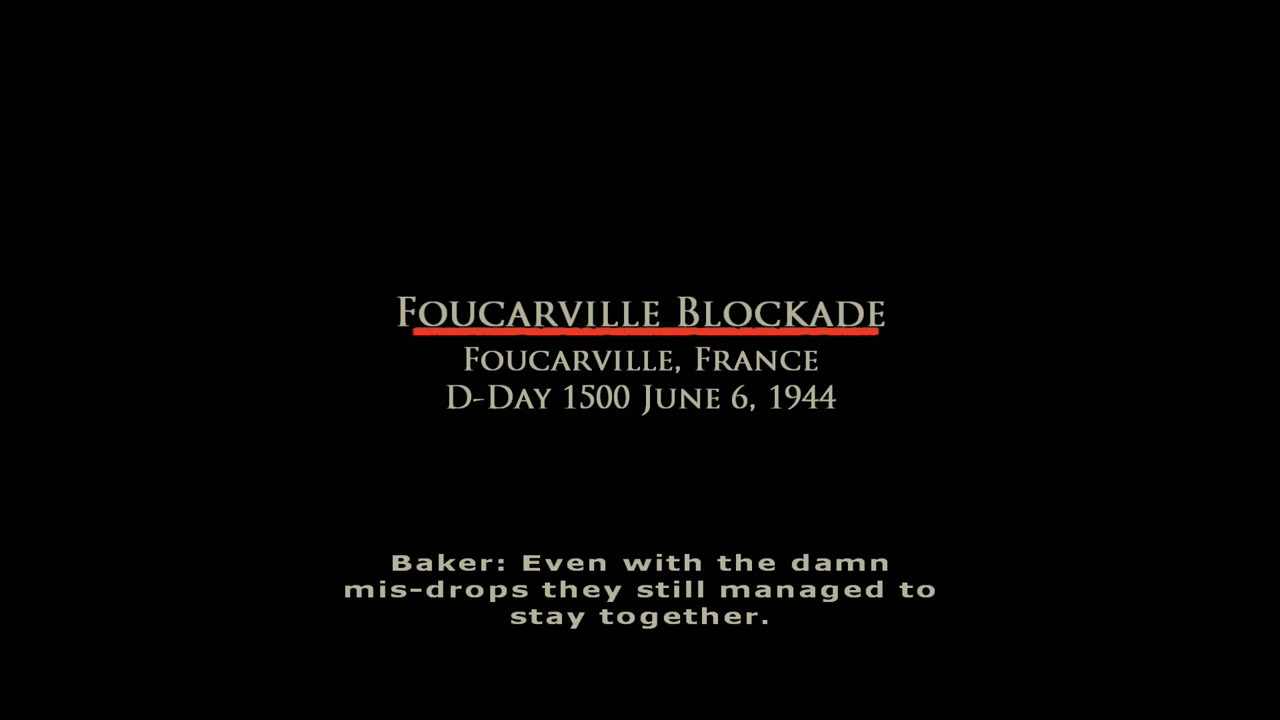 Foucarville Blockade
Foucarville, France
D-Day 1500 June 6, 1944
Baker: Even with the damn
mis-drops they still managed to
stay together.